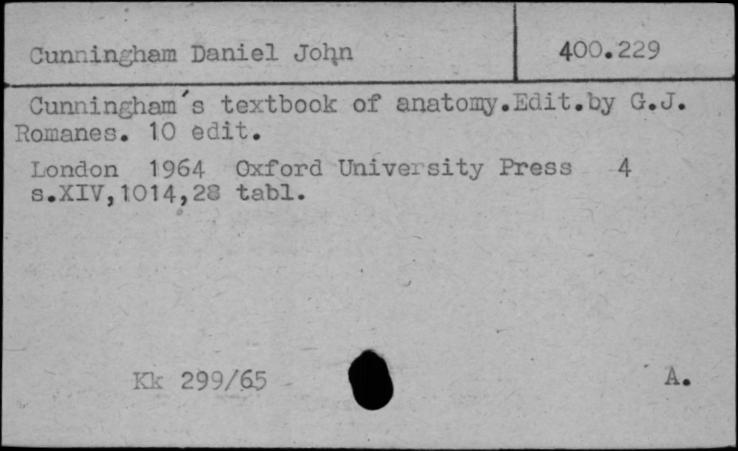 Cunningham Daniel John
400.229
Cunningham's textbook of anatomy.Edit.by G.J.
Romanes. 10 edit.
London 1964 Oxford University Press 4
s.XIV,1014,28 tabl.
Kk 299/65
A.